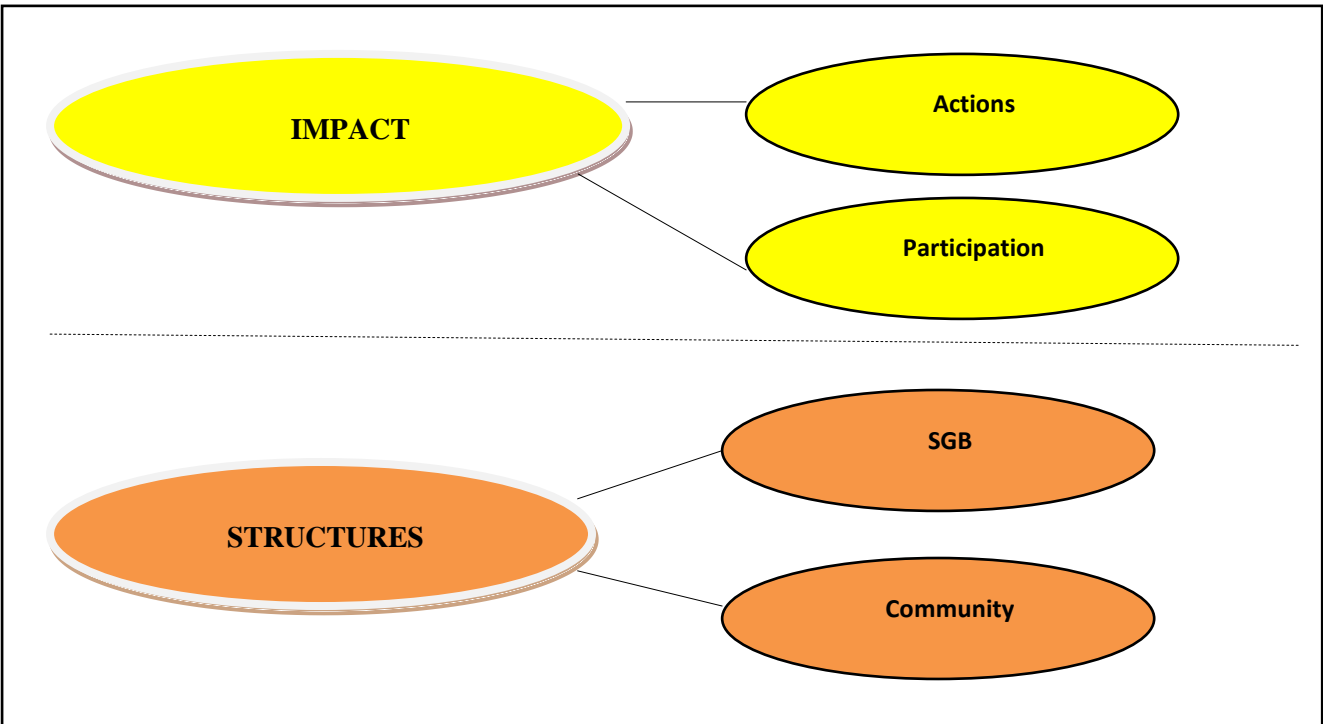 IMPACT
Actions
Participation
STRUCTURES
SGB
Community